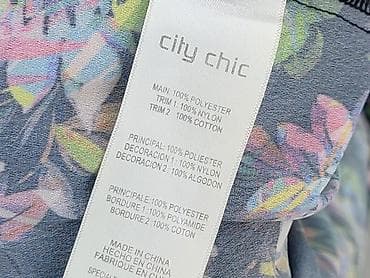 city chic
MAIN: 100% POLYESTER
TRIM 1: 100% NYLON
TRIM 2: 100% COTTON
PRINCIPAL: 100% POLIESTER
DECORACION 1: 100% NYLON
DECORACION 2: 100% ALGODON
PRINCIPALE: 100% POLYESTER
BORDURE 1: 100% POLYAMIDE
BORDURE 2: 100% COTON
MADE IN CHINA
HECHO EN CHINA
FABRIQUE EN CHINE